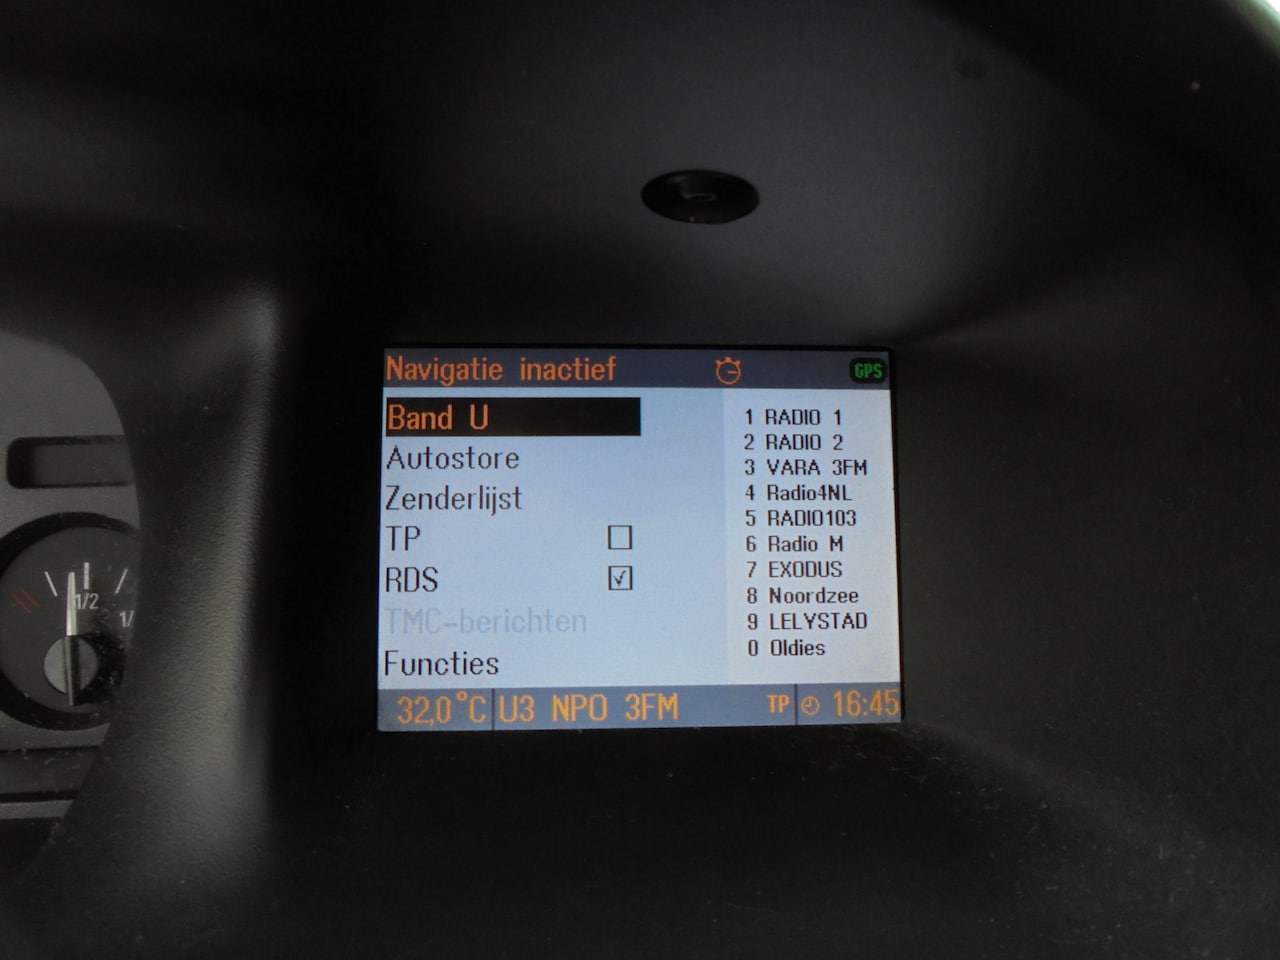 Navigatie inactief GPS
Band U
Autostore
Zenderlijst
TP
RDS
TMC-berichten
Functies
1 RADIO 1
2 RADIO 2
3 VARA 3FM
4 Radio4NL
5 RADIO103
6 Radio M
7 EXODUS
8 Noordzee
9 LELYSTAD
0 Oldies
32,0°C U3 NPO 3FM TP 16:45
1/2